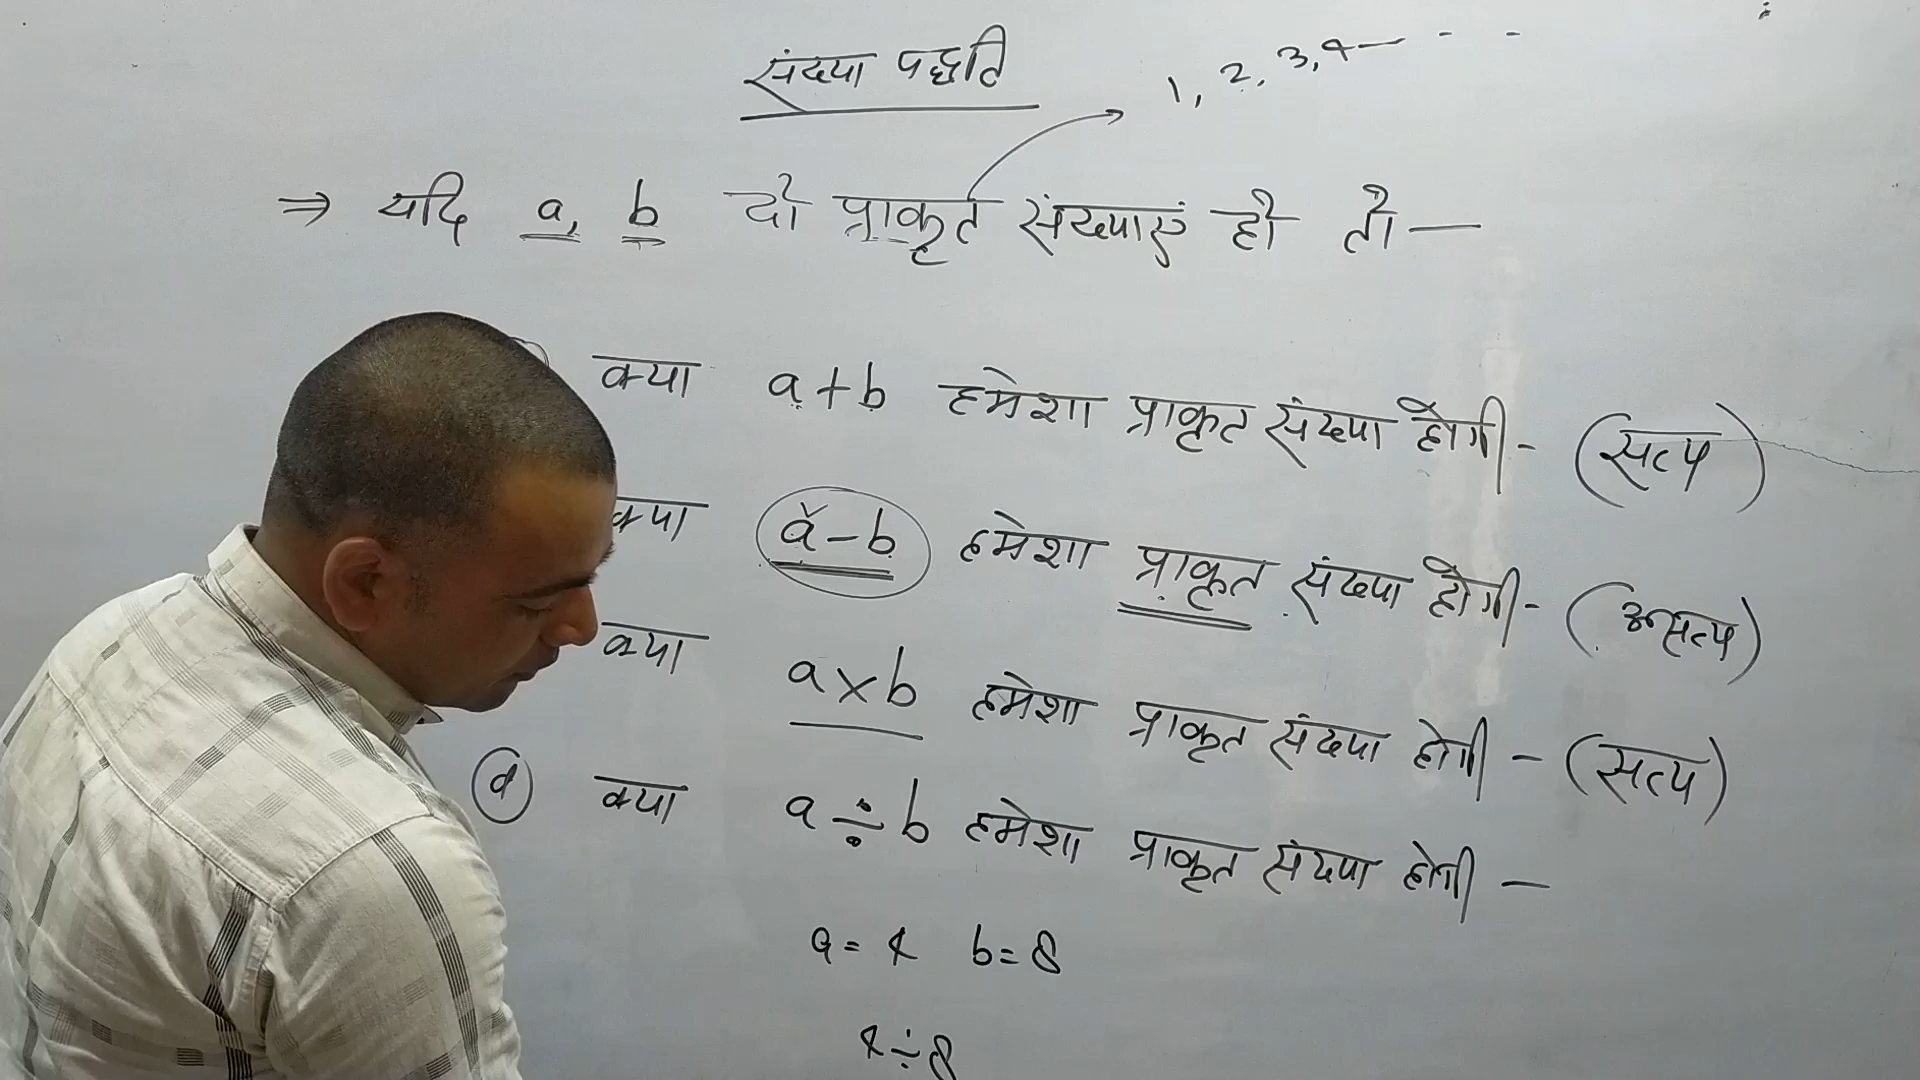 संख्या पद्धति
1, 2, 3, 4 - - -
⇒ यदि a, b दो प्राकृत संख्याएं हो तो —
क्या a+b हमेशा प्राकृत संख्या होगी - (सत्य)
क्या a-b हमेशा प्राकृत संख्या होगी - (असत्य)
क्या a×b हमेशा प्राकृत संख्या होगी - (सत्य)
d क्या a÷b हमेशा प्राकृत संख्या होगी —
a = 4 b = 8
4÷8